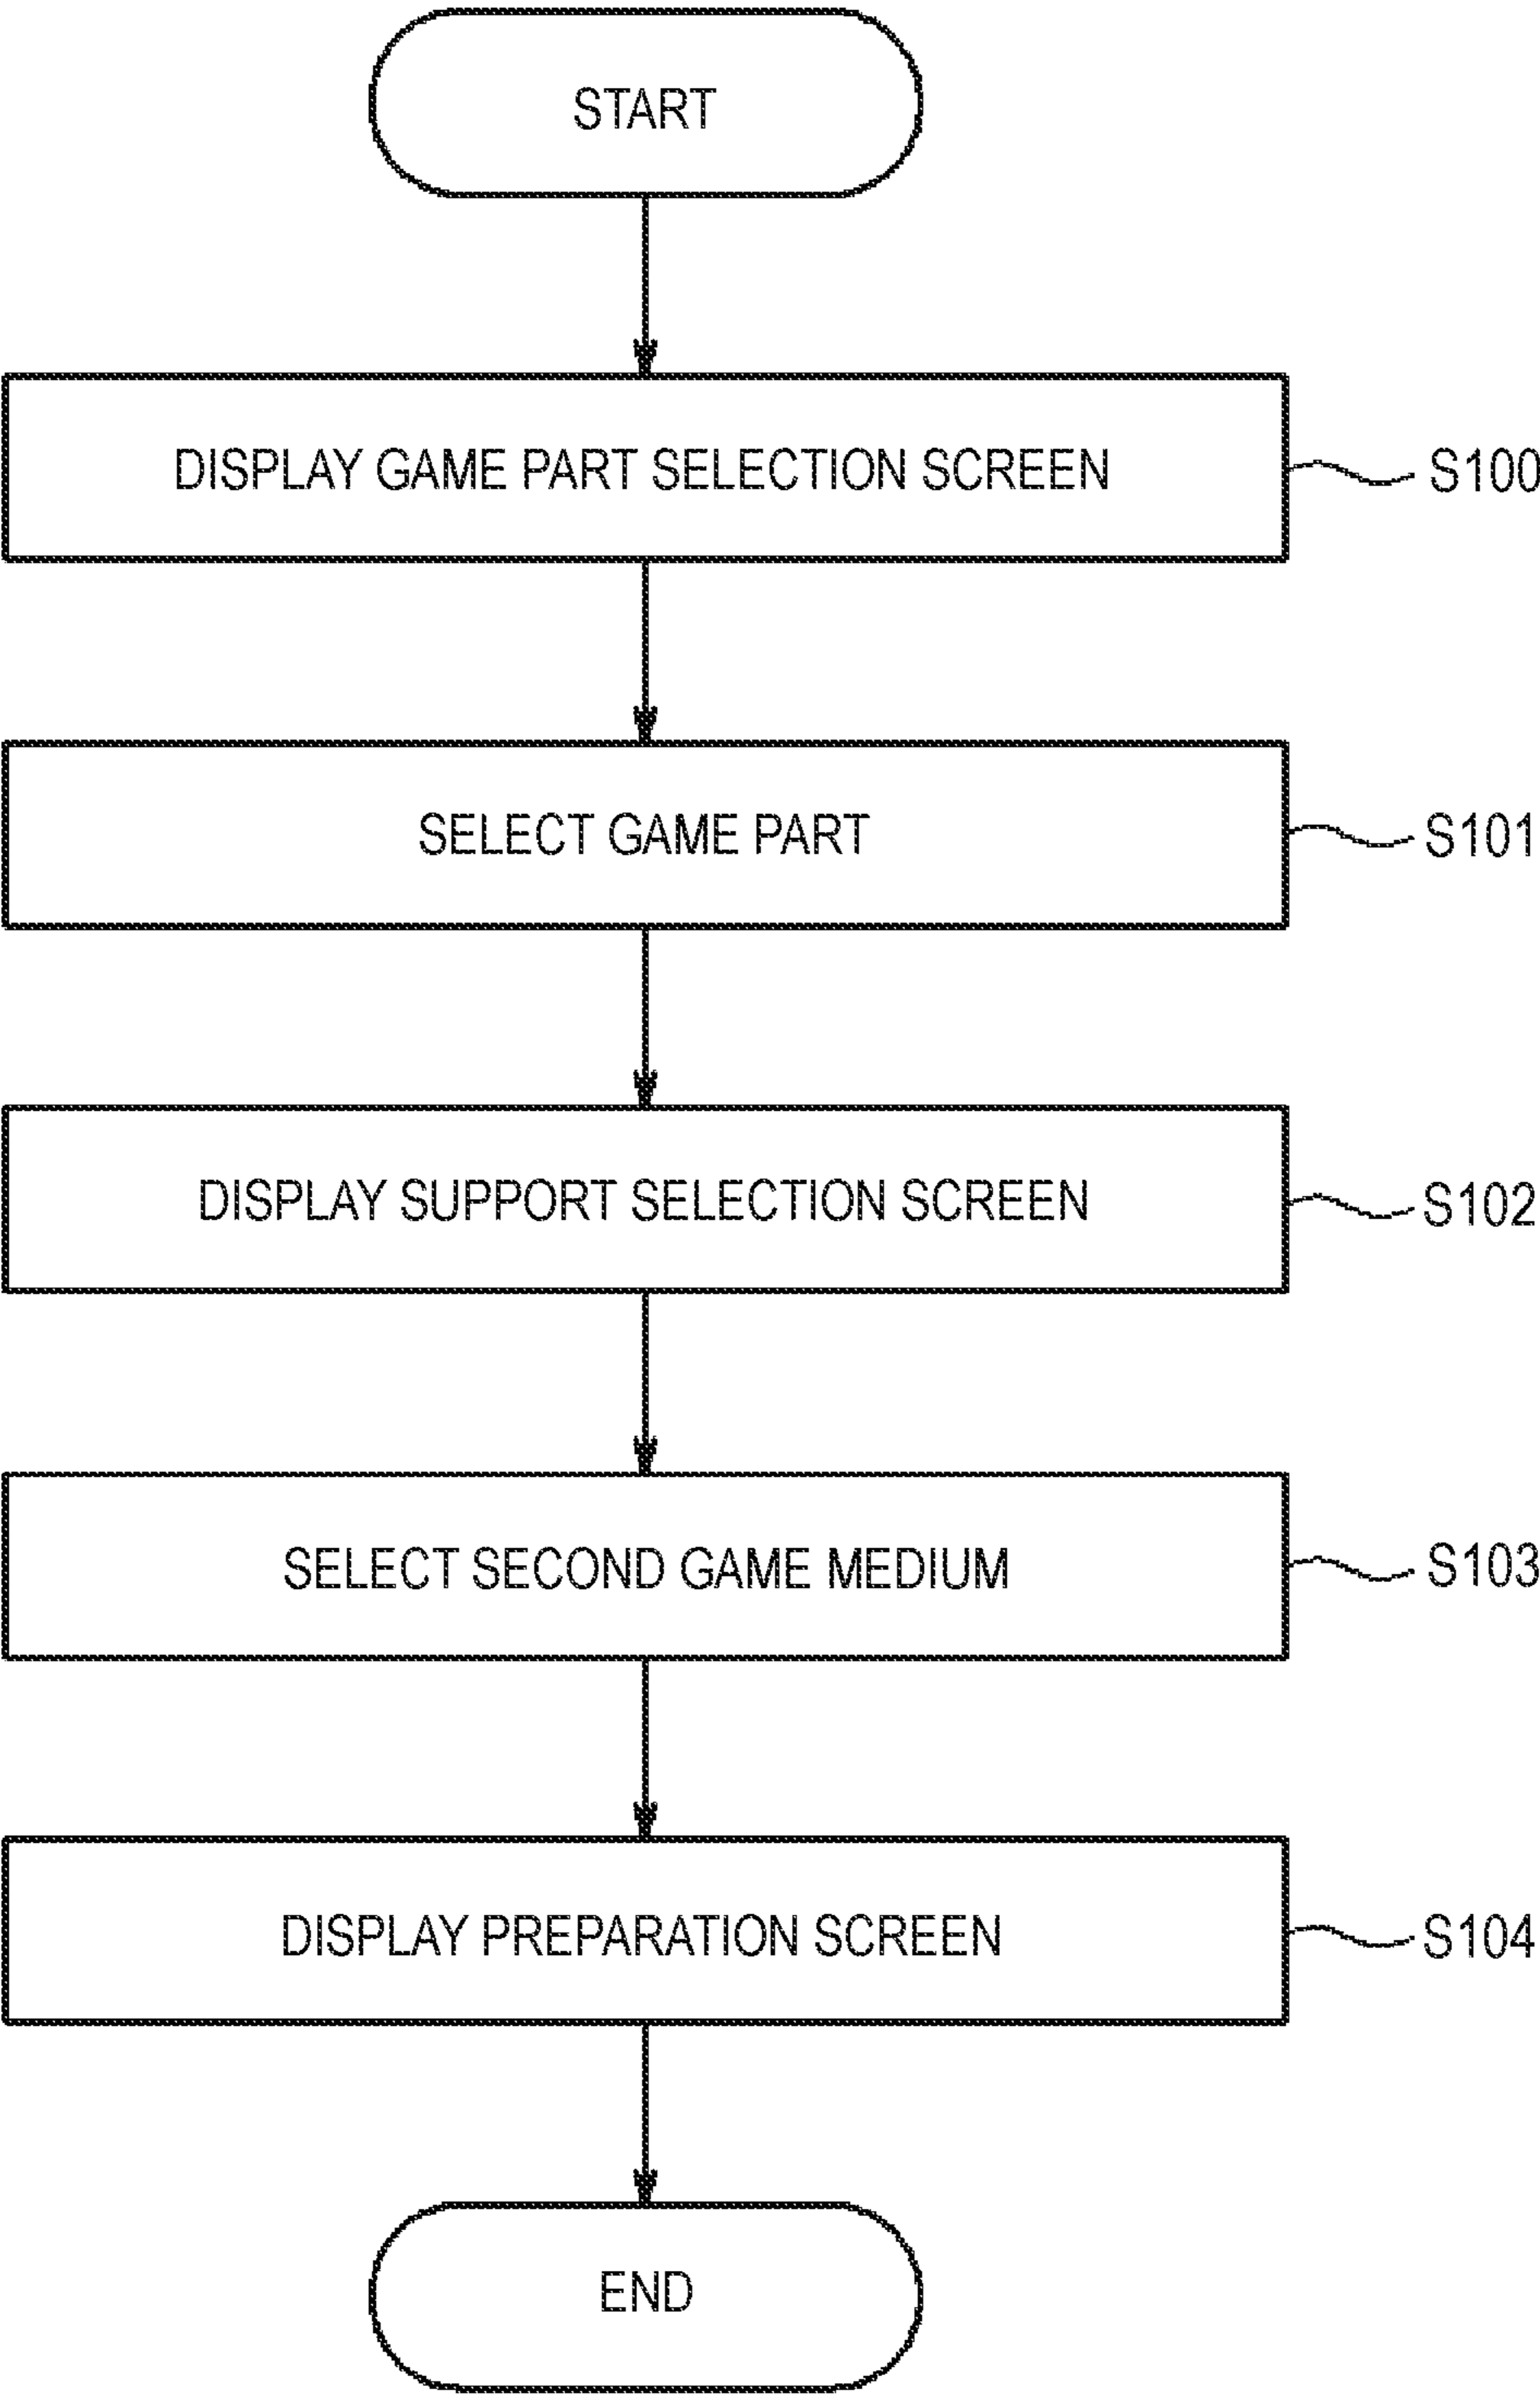 START
DISPLAY GAME PART SELECTION SCREEN
S100
SELECT GAME PART
S101
DISPLAY SUPPORT SELECTION SCREEN
S102
SELECT SECOND GAME MEDIUM
S103
DISPLAY PREPARATION SCREEN
S104
END